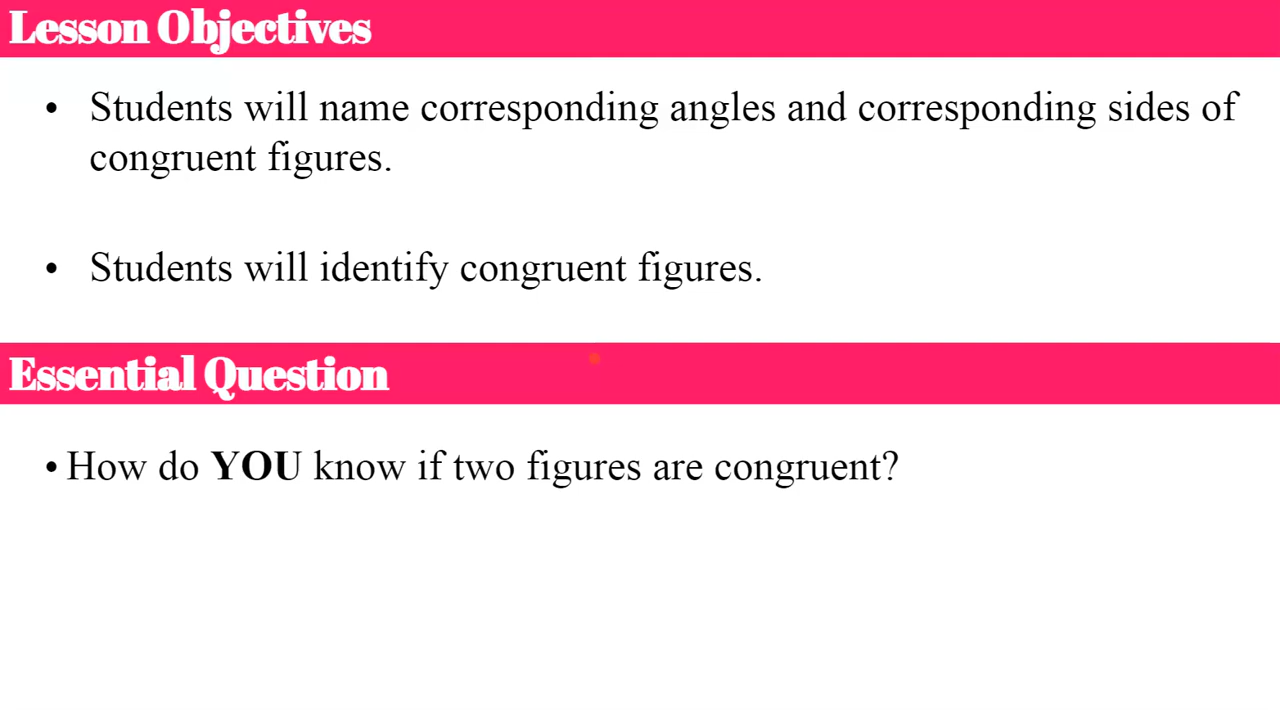 Lesson Objectives
• Students will name corresponding angles and corresponding sides of
congruent figures.
• Students will identify congruent figures.
Essential Question
• How do YOU know if two figures are congruent?